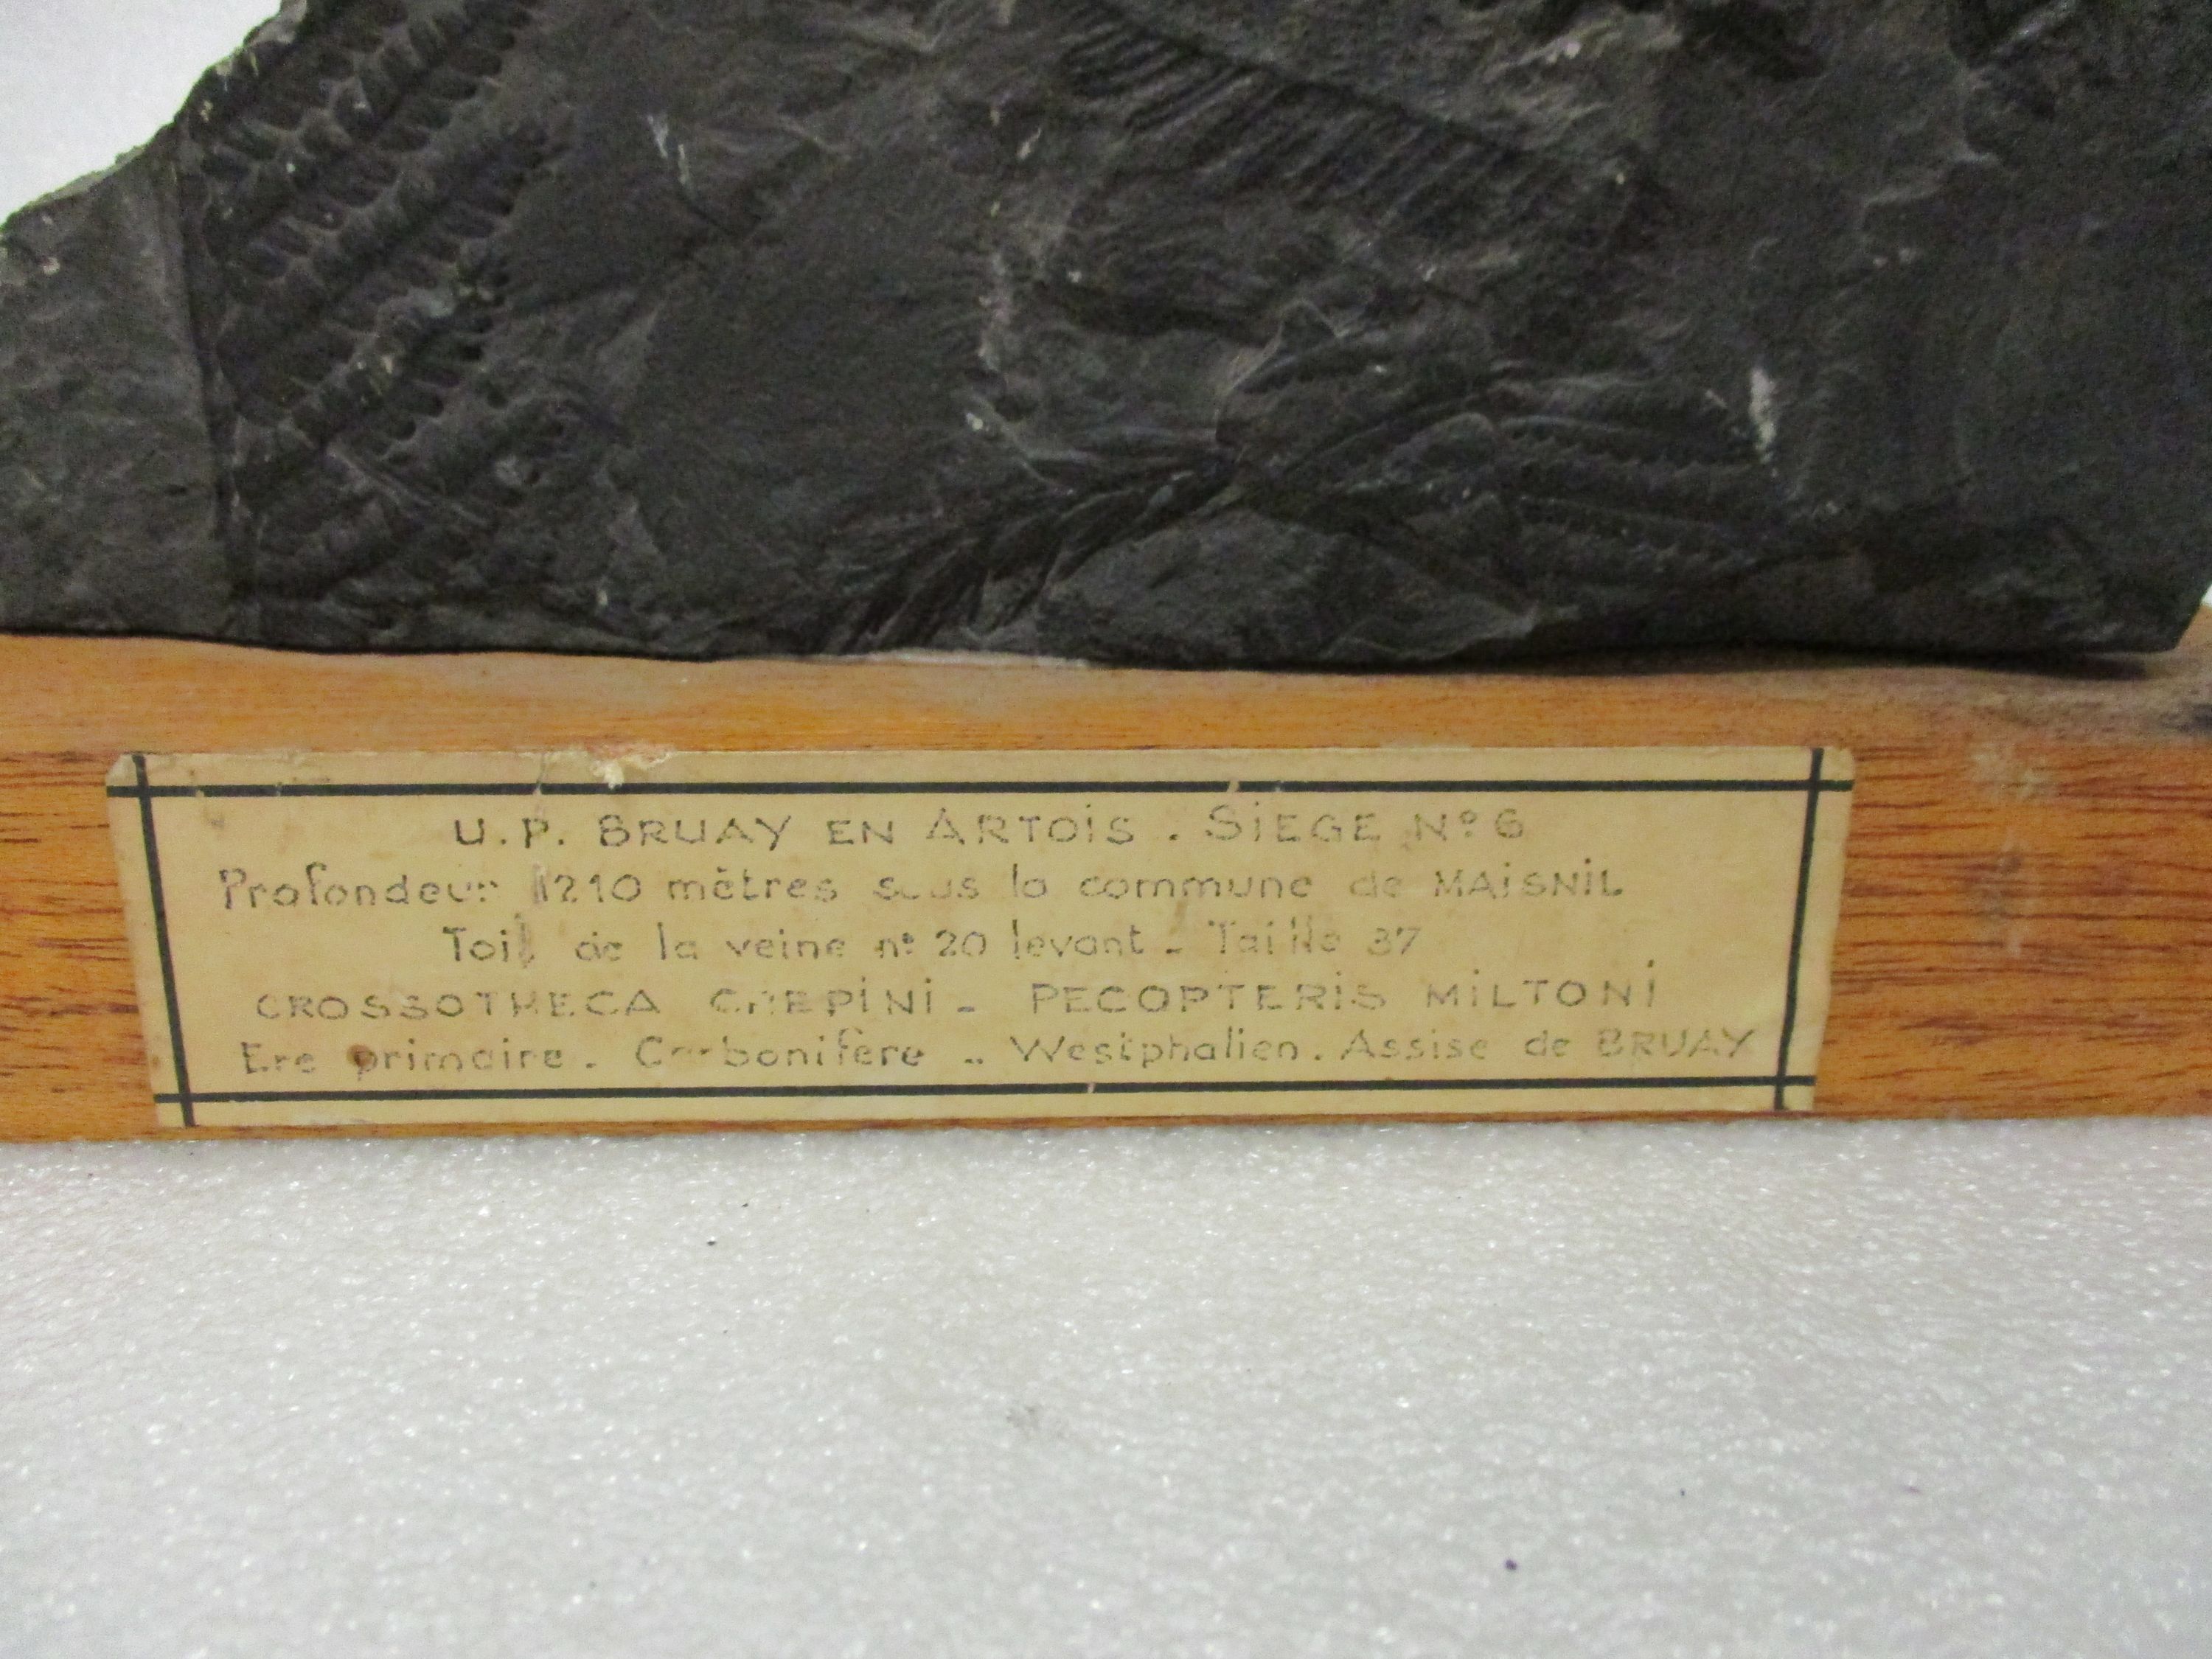 U.P. BRUAY EN ARTOIS . SIEGE N° 6
Profondeur 1210 mètres sous la commune de MAISNIL
Toit de la veine n° 20 levant - Taille 37
CROSSOTHECA CREPINI - PECOPTERIS MILTONI
Ere primaire . Carbonifère .. Westphalien . Assise de BRUAY